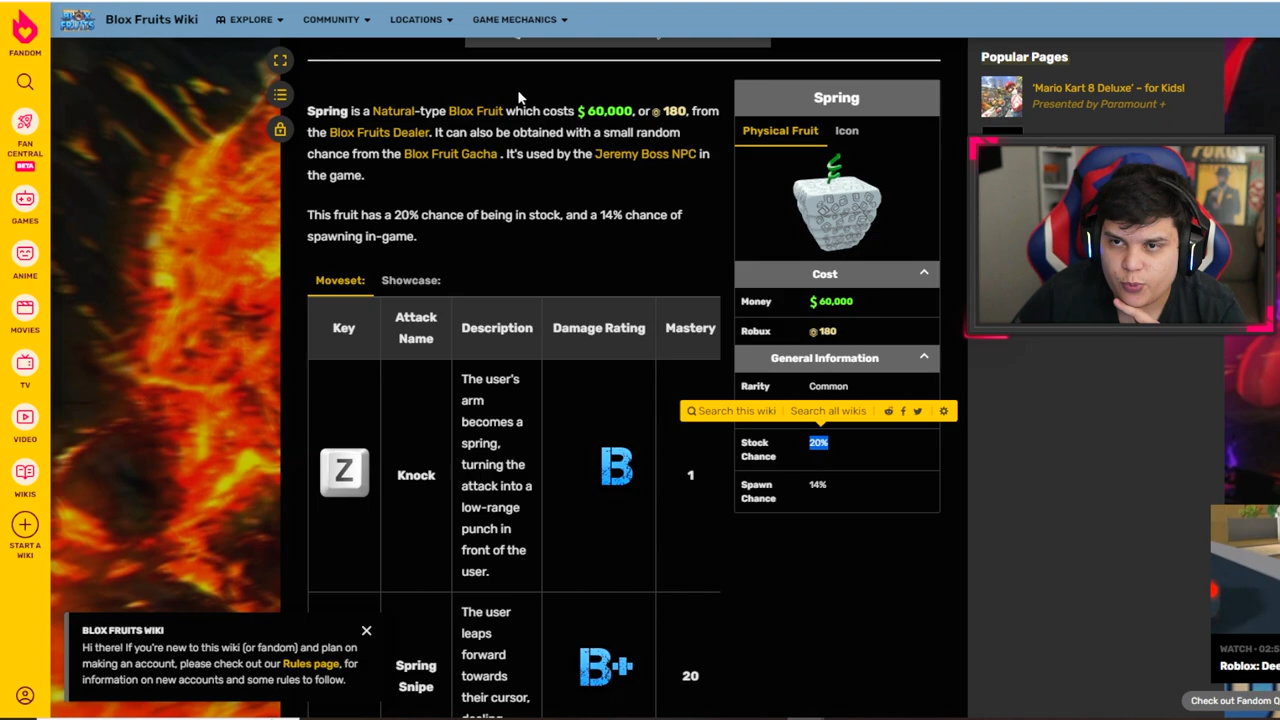 FANDOM
FAN
CENTRAL
BETA
GAMES
ANIME
MOVIES
TV
VIDEO
WIKIS
START A
WIKI
Blox Fruits Wiki
EXPLORE
COMMUNITY
LOCATIONS
GAME MECHANICS
Spring is a Natural-type Blox Fruit which costs $ 60,000, or 180, from
the Blox Fruits Dealer. It can also be obtained with a small random
chance from the Blox Fruit Gacha . It's used by the Jeremy Boss NPC in
the game.
This fruit has a 20% chance of being in stock, and a 14% chance of
spawning in-game.
Moveset: Showcase:
Key Attack Name Description Damage Rating Mastery
Z
Knock
The user's
arm
becomes a
spring,
turning the
attack into a
low-range
punch in
front of the
user.
B
1
Spring
Snipe
The user
leaps
forward
towards
their cursor,
B+
20
Spring
Physical Fruit Icon
Cost
Money $ 60,000
Robux 180
General Information
Rarity Common
Search this wiki Search all wikis
Stock
Chance
20%
Spawn
Chance
14%
Popular Pages
'Mario Kart 8 Deluxe' – for Kids!
Presented by Paramount +
BLOX FRUITS WIKI
Hi there! If you're new to this wiki (or fandom) and plan on
making an account, please check out our Rules page, for
information on new accounts and some rules to follow.
WATCH
Roblox:
Check out Fandom